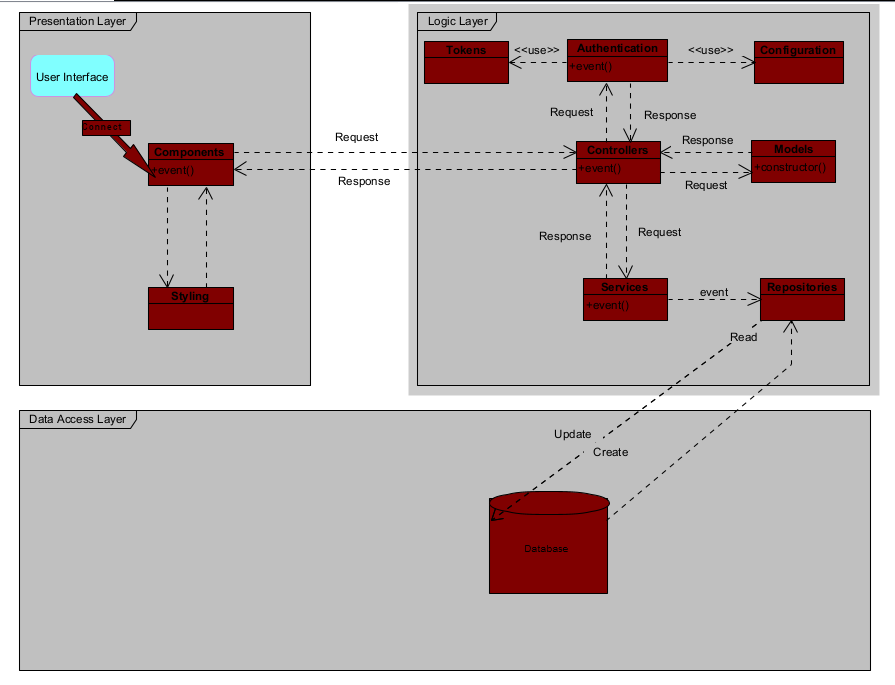 Presentation Layer
User Interface
Connect
Components
+event()
Styling
Request
Response
Logic Layer
Tokens
<<use>>
Authentication
+event()
<<use>>
Configuration
Request
Response
Controllers
+event()
Response
Request
Models
+constructor()
Response
Request
Services
+event()
event
Repositories
Read
Data Access Layer
Update
Create
Database